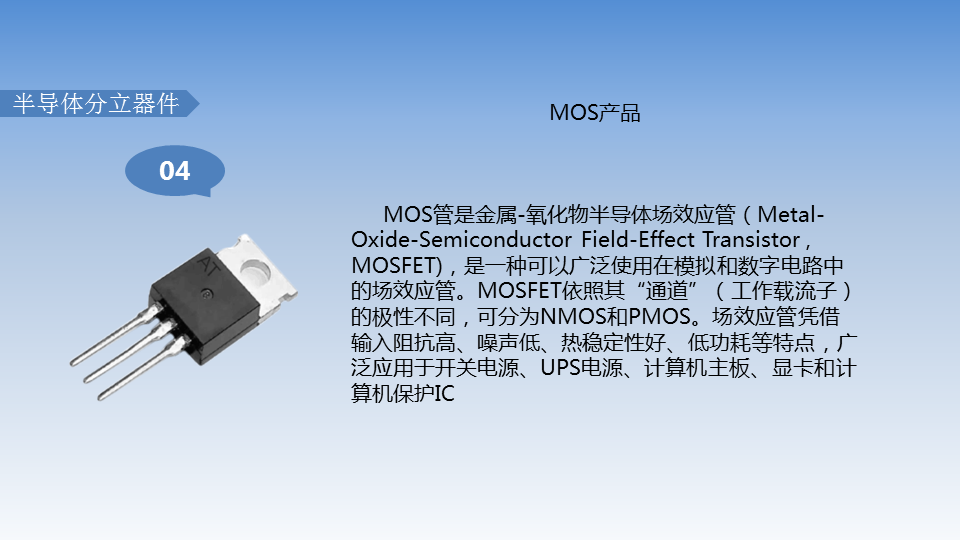 半导体分立器件
MOS产品
04
MOS管是金属-氧化物半导体场效应管（Metal-
Oxide-Semiconductor Field-Effect Transistor ,
MOSFET)，是一种可以广泛使用在模拟和数字电路中
的场效应管。MOSFET依照其“通道”（工作载流子）
的极性不同，可分为NMOS和PMOS。场效应管凭借
输入阻抗高、噪声低、热稳定性好、低功耗等特点，广
泛应用于开关电源、UPS电源、计算机主板、显卡和计
算机保护IC
AT